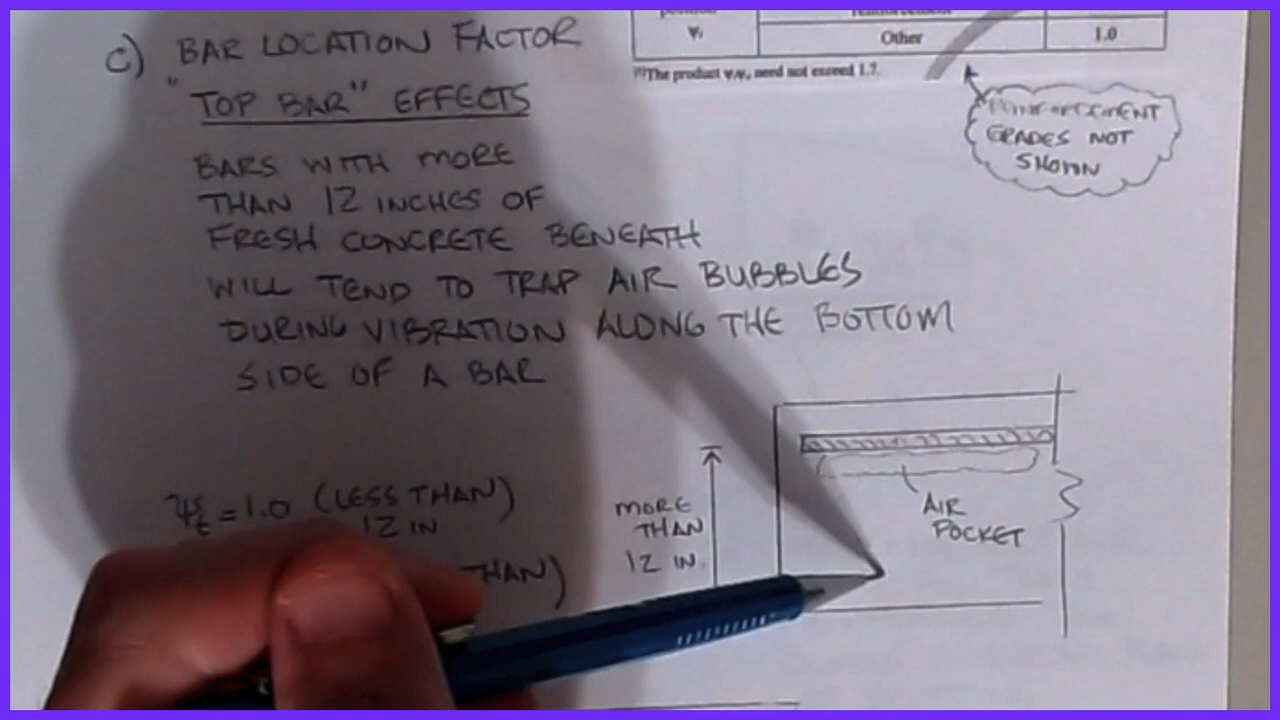 reinforcement
Other
1.0
The product need not exceed 1.7.
GRADES NOT
SHOWN
C) BAR LOCATION FACTOR
"TOP BAR" EFFECTS
BARS WITH MORE
THAN 12 INCHES OF
FRESH CONCRETE BENEATH
WILL TEND TO TRAP AIR BUBBLES
DURING VIBRATION ALONG THE BOTTOM
SIDE OF A BAR
Ψt = 1.0 (LESS THAN)
12 IN
THAN)
MORE
THAN
12 IN.
AIR
POCKET